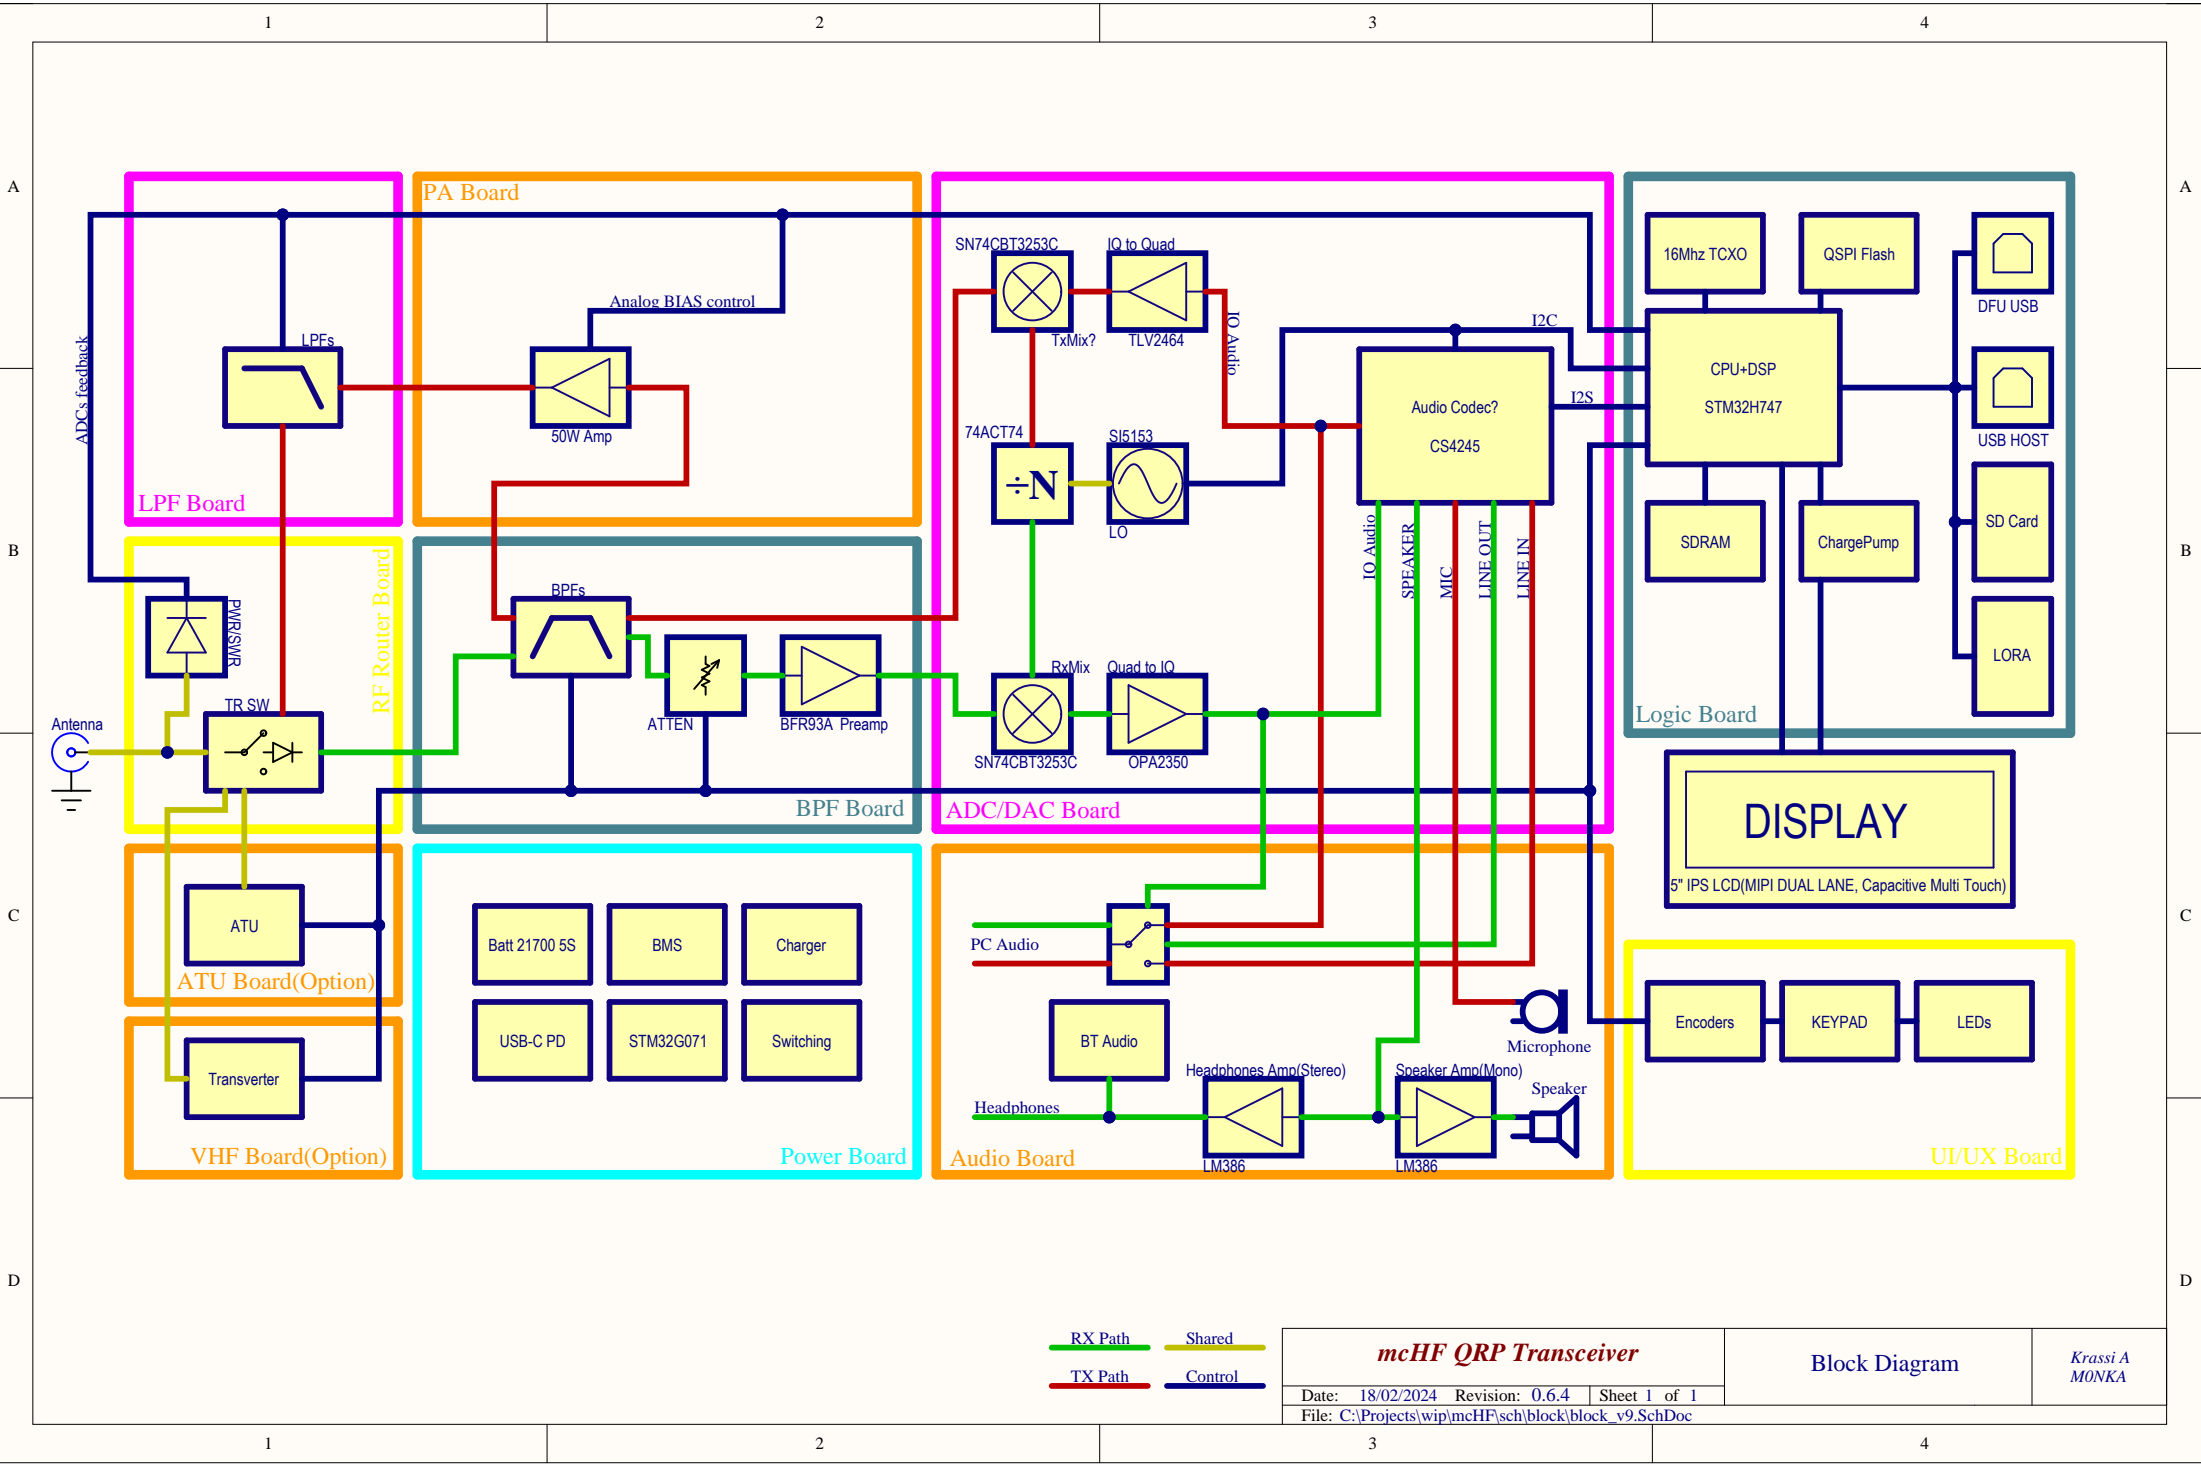 1
2
3
4
A
A
PA Board
SN74CBT3253C
IQ to Quad
16Mhz TCXO
QSPI Flash
DFU USB
Analog BIAS control
IQ Audio
I2C
LPFs
TxMix?
TLV2464
ADCs feedback
CPU+DSP
STM32H747
I2S
Audio Codec?
CS4245
50W Amp
74ACT74
SI5153
USB HOST
÷N
LPF Board
LO
IQ Audio
SPEAKER
MIC
LINE OUT
LINE IN
SDRAM
ChargePump
SD Card
B
B
RF Router Board
BPFs
PWR/SWR
RxMix
Quad to IQ
LORA
Antenna
TR SW
ATTEN
BFR93A Preamp
Logic Board
SN74CBT3253C
OPA2350
BPF Board
ADC/DAC Board
DISPLAY
5" IPS LCD(MIPI DUAL LANE, Capacitive Multi Touch)
C
C
ATU
Batt 21700 5S
BMS
Charger
PC Audio
ATU Board(Option)
Encoders
KEYPAD
LEDs
USB-C PD
STM32G071
Switching
BT Audio
Microphone
Transverter
Headphones Amp(Stereo)
Speaker Amp(Mono)
Speaker
Headphones
VHF Board(Option)
Power Board
Audio Board
LM386
LM386
UI/UX Board
D
D
RX Path
Shared
TX Path
Control
mcHF QRP Transceiver
Block Diagram
Krassi A
M0NKA
Date: 18/02/2024 Revision: 0.6.4 Sheet 1 of 1
File: C:\Projects\wip\mcHF\sch\block\block_v9.SchDoc
1
2
3
4